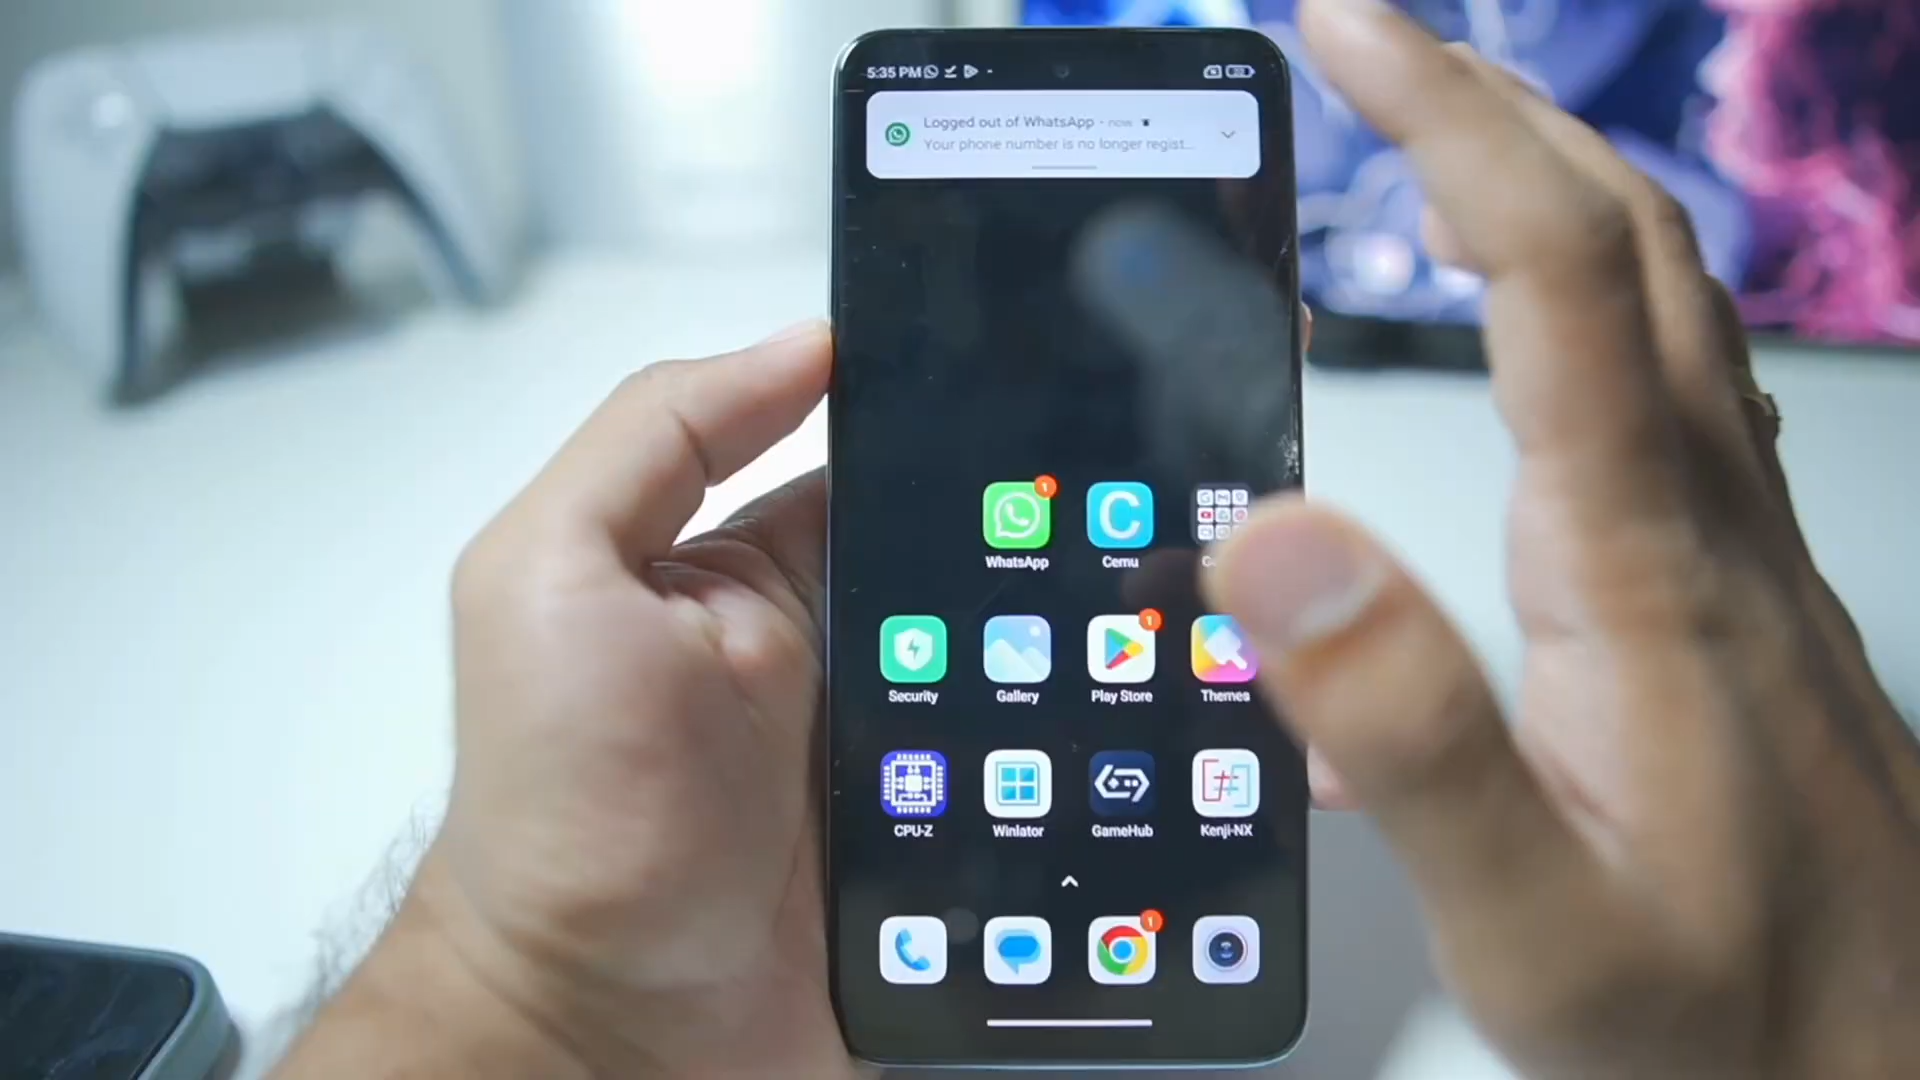 5:35 PM
Logged out of WhatsApp · now
Your phone number is no longer regist...
WhatsApp
Cemu
Security
Gallery
Play Store
Themes
CPU-Z
Winlator
GameHub
Kenji-NX